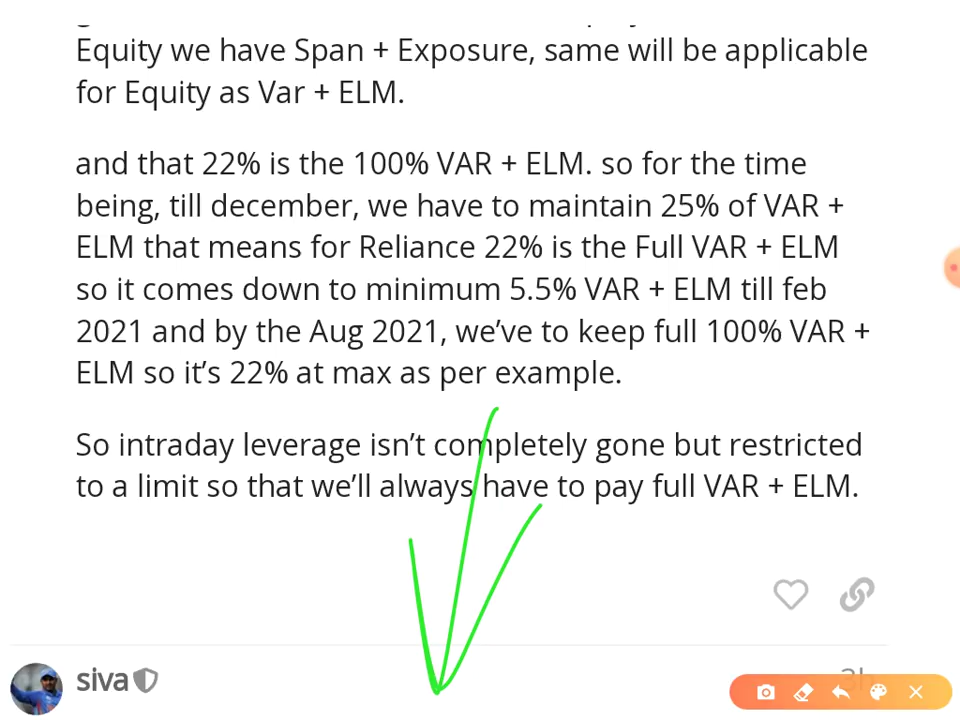 Equity we have Span + Exposure, same will be applicable
for Equity as Var + ELM.
and that 22% is the 100% VAR + ELM. so for the time
being, till december, we have to maintain 25% of VAR +
ELM that means for Reliance 22% is the Full VAR + ELM
so it comes down to minimum 5.5% VAR + ELM till feb
2021 and by the Aug 2021, we’ve to keep full 100% VAR +
ELM so it’s 22% at max as per example.
So intraday leverage isn’t completely gone but restricted
to a limit so that we’ll always have to pay full VAR + ELM.
siva
3h